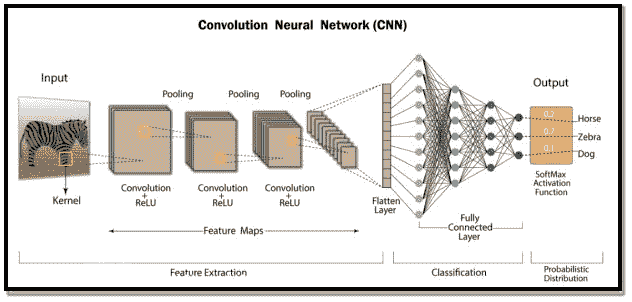 Convolution Neural Network (CNN)
Input
Output
Pooling
Pooling
Pooling
0.2
0.7
0.1
Horse
Zebra
Dog
Kernel
Convolution
+
ReLU
Convolution
+
ReLU
Convolution
+
ReLU
Flatten
Layer
SoftMax
Activation
Function
Feature Maps
Fully
Connected
Layer
Feature Extraction
Classification
Probabilistic
Distribution